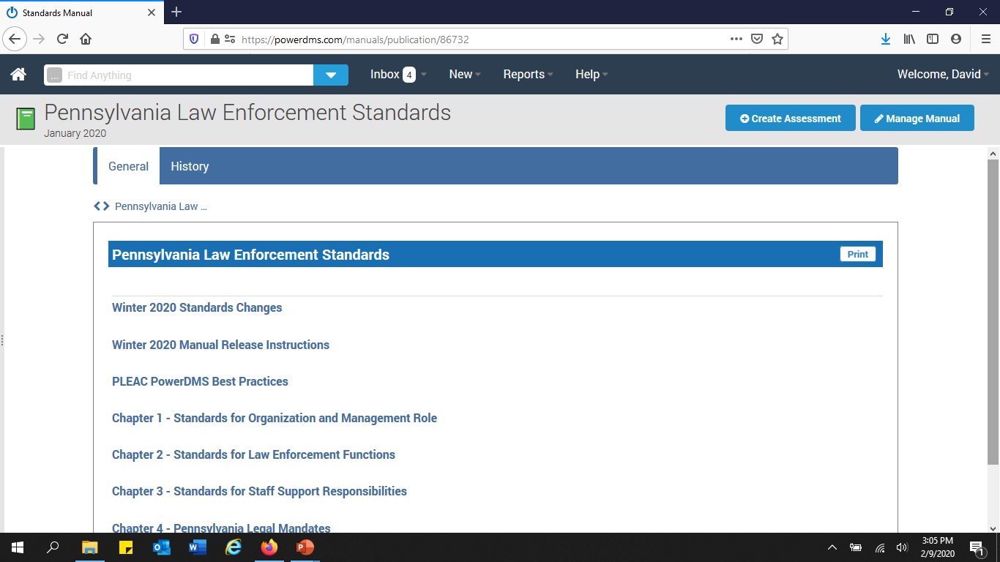 Standards Manual
https://powerdms.com/manuals/publication/86732
... Find Anything
Inbox 4
New
Reports
Help
Welcome, David
Pennsylvania Law Enforcement Standards
January 2020
Create Assessment
Manage Manual
General
History
Pennsylvania Law ...
Pennsylvania Law Enforcement Standards
Print
Winter 2020 Standards Changes
Winter 2020 Manual Release Instructions
PLEAC PowerDMS Best Practices
Chapter 1 - Standards for Organization and Management Role
Chapter 2 - Standards for Law Enforcement Functions
Chapter 3 - Standards for Staff Support Responsibilities
Chapter 4 - Pennsylvania Legal Mandates
3:05 PM
2/9/2020
1